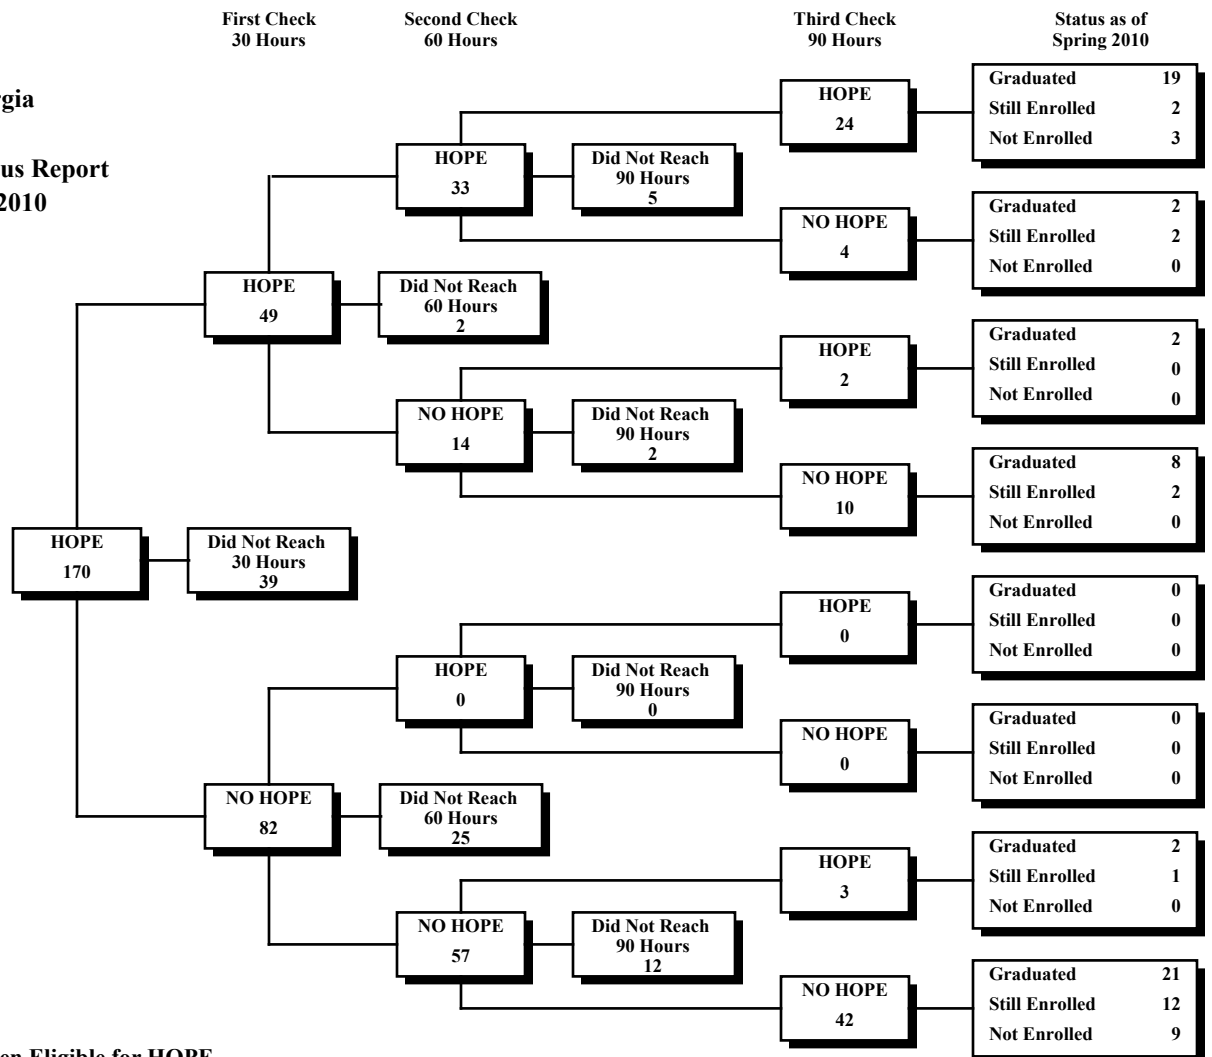 First Check
30 Hours
Second Check
60 Hours
Third Check
90 Hours
Status as of
Spring 2010
rgia
us Report
2010
HOPE
170
Did Not Reach
30 Hours
39
HOPE
49
Did Not Reach
60 Hours
2
NO HOPE
82
Did Not Reach
60 Hours
25
HOPE
33
Did Not Reach
90 Hours
5
NO HOPE
14
Did Not Reach
90 Hours
2
HOPE
0
Did Not Reach
90 Hours
0
NO HOPE
57
Did Not Reach
90 Hours
12
HOPE
24
Graduated 19
Still Enrolled 2
Not Enrolled 3
NO HOPE
4
Graduated 2
Still Enrolled 2
Not Enrolled 0
HOPE
2
Graduated 2
Still Enrolled 0
Not Enrolled 0
NO HOPE
10
Graduated 8
Still Enrolled 2
Not Enrolled 0
HOPE
0
Graduated 0
Still Enrolled 0
Not Enrolled 0
NO HOPE
0
Graduated 0
Still Enrolled 0
Not Enrolled 0
HOPE
3
Graduated 2
Still Enrolled 1
Not Enrolled 0
NO HOPE
42
Graduated 21
Still Enrolled 12
Not Enrolled 9
en Eligible for HOPE